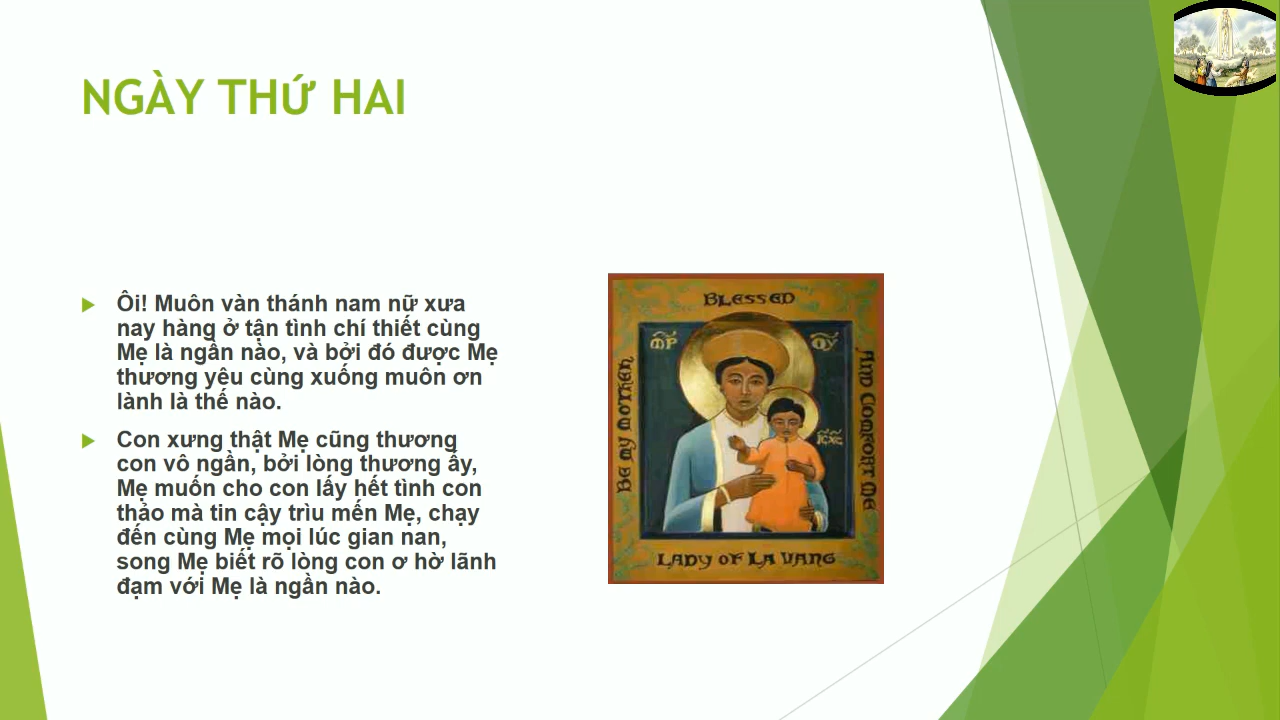 NGÀY THỨ HAI
Ôi! Muôn vàn thánh nam nữ xưa
nay hàng ở tận tình chí thiết cùng
Mẹ là ngần nào, và bởi đó được Mẹ
thương yêu cùng xuống muôn ơn
lành là thế nào.
Con xưng thật Mẹ cũng thương
con vô ngần, bởi lòng thương ấy,
Mẹ muốn cho con lấy hết tình con
thảo mà tin cậy trìu mến Mẹ, chạy
đến cùng Mẹ mọi lúc gian nan,
song Mẹ biết rõ lòng con ơ hờ lãnh
đạm với Mẹ là ngần nào.
BLESSED
LADY OF LA VANG
BE MY MOTHER
AND COMFORT ME